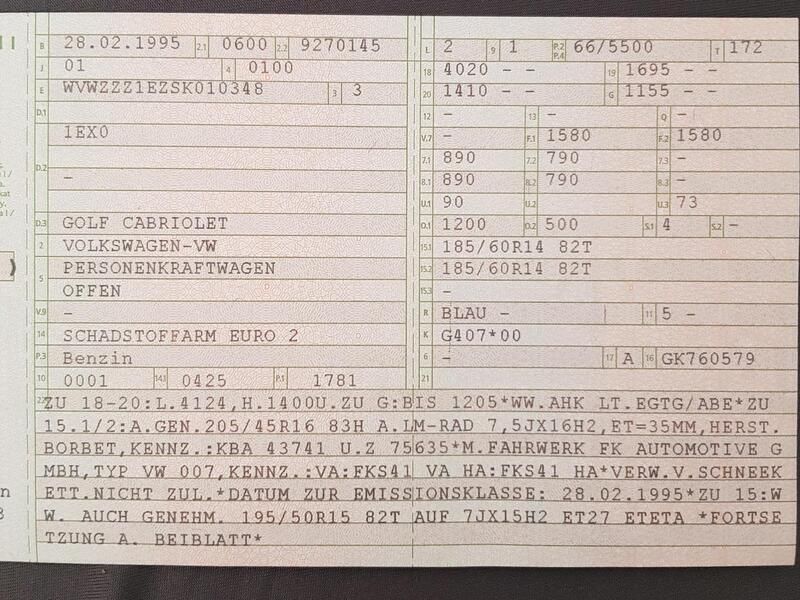 B 28.02.1995 2.1 0600 2.2 9270145
J 01 4 0100
E WVWZZZ1EZSK010348 3 3
D.1
1EX0
D.2
-
D.3 GOLF CABRIOLET
2 VOLKSWAGEN-VW
5 PERSONENKRAFTWAGEN
OFFEN
V.9 -
14 SCHADSTOFFARM EURO 2
P.3 Benzin
10 0001 14.1 0425 P.1 1781
L 2 9 1 P.2 P.4 66/5500 T 172
18 4020 - - 19 1695 - -
20 1410 - - G 1155 - -
12 - 13 - Q -
V.7 - F.1 1580 F.2 1580
7.1 890 7.2 790 7.3 -
8.1 890 8.2 790 8.3 -
U.1 90 U.2 U.3 73
O.1 1200 O.2 500 S.1 4 S.2 -
15.1 185/60R14 82T
15.2 185/60R14 82T
15.3 -
R BLAU - 11 5 -
K G407*00
6 - 17 A 16 GK760579
21
22 ZU 18-20:L.4124,H.1400U.ZU G:BIS 1205*WW.AHK LT.EGTG/ABE*ZU
15.1/2:A.GEN.205/45R16 83H A.LM-RAD 7,5JX16H2,ET=35MM,HERST.
BORBET,KENNZ.:KBA 43741 U.Z 75635*M.FAHRWERK FK AUTOMOTIVE G
MBH,TYP VW 007,KENNZ.:VA:FKS41 VA HA:FKS41 HA*VERW.V.SCHNEEK
ETT.NICHT ZUL.*DATUM ZUR EMISSIONSKLASSE: 28.02.1995*ZU 15:W
W. AUCH GENEHM. 195/50R15 82T AUF 7JX15H2 ET27 ETETA *FORTSE
TZUNG A. BEIBLATT*